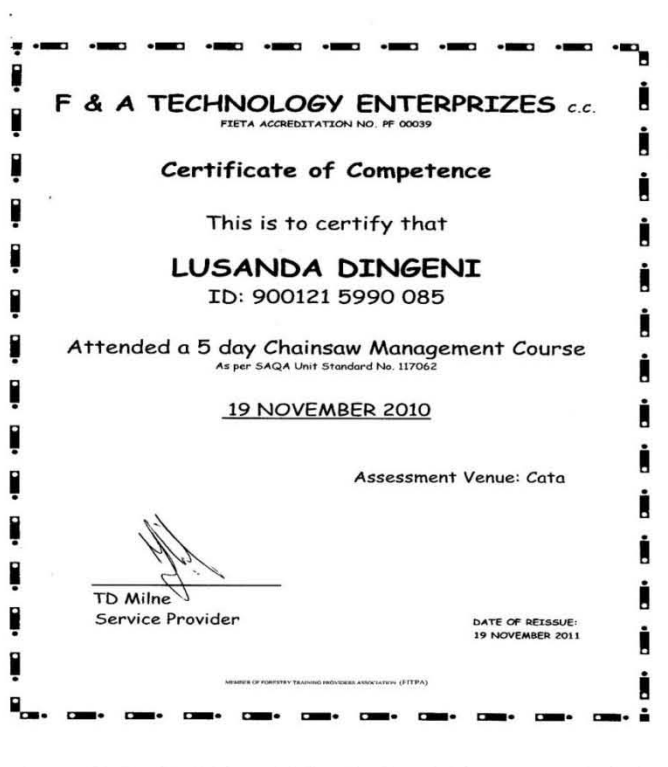 F & A TECHNOLOGY ENTERPRIZES c.c.
FIETA ACCREDITATION NO. PF 00039
Certificate of Competence
This is to certify that
LUSANDA DINGENI
ID: 900121 5990 085
Attended a 5 day Chainsaw Management Course
As per SAQA Unit Standard No. 117062
19 NOVEMBER 2010
Assessment Venue: Cata
TD Milne
Service Provider
DATE OF REISSUE:
19 NOVEMBER 2011
MEMBER OF FORESTRY TRAINING PROVIDERS ASSOCIATION (FITPA)